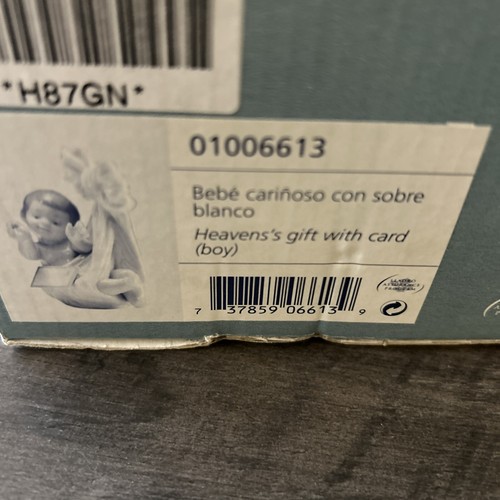 *H87GN*
01006613
Bebé cariñoso con sobre
blanco
Heavens's gift with card
(boy)
7 37859 06613 9